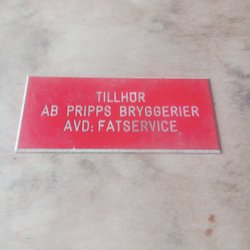 TILLHÖR
AB PRIPPS BRYGGERIER
AVD: FATSERVICE